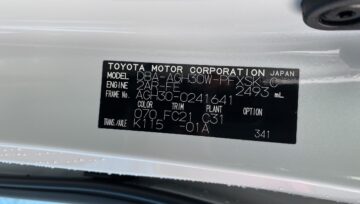 TOYOTA MOTOR CORPORATION JAPAN
MODEL DBA-AGH30W-PFXSK-C
ENGINE 2AR-FE 2493 mL
FRAME AGH30-0241641
COLOR TRIM PLANT OPTION
070 FC21 C31
TRANS./AXLE K115 -01A 341